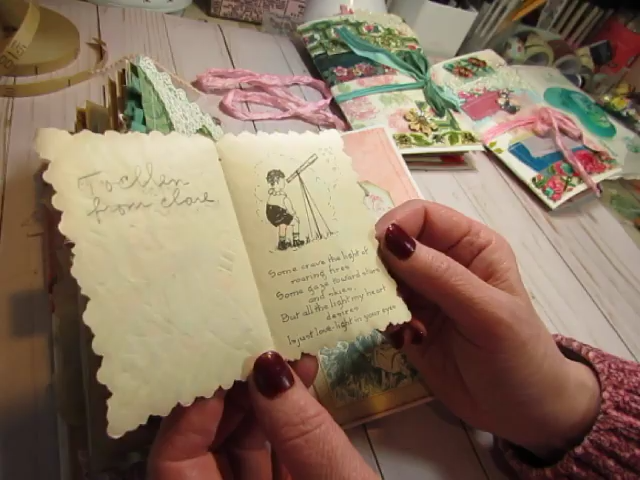 To Ellen
from Clare
Some crave the light of
roaring fires
Some gaze toward stars
and skies,
But all the light my heart
desires
Is just love-light in your eyes